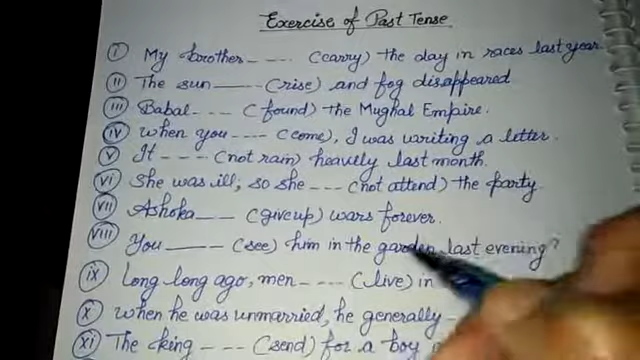 Exercise of Past Tense
i My brother ---- (carry) the day in races last year.
ii The sun ____ (rise) and fog disappeared
iii Babal --- (found) the Mughal Empire.
iv When you ---- (come), I was writing a letter.
v It --- (not rain) heavily last month.
vi She was ill, so she --- (not attend) the party.
vii Ashoka -- (give up) wars forever.
viii You ____ (see) him in the garden last evening?
ix Long long ago, men ---- (live) in
x When he was unmarried, he generally -
xi The king --- (send) for a boy